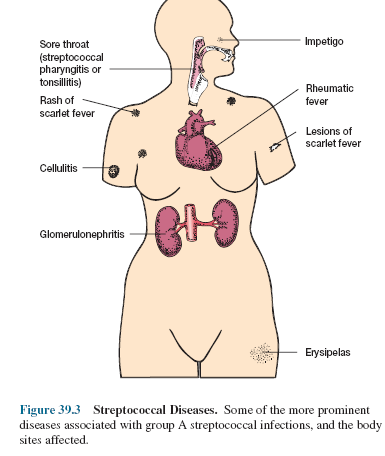 Sore throat
(streptococcal
pharyngitis or
tonsillitis)
Rash of
scarlet fever
Cellulitis
Glomerulonephritis
Impetigo
Rheumatic
fever
Lesions of
scarlet fever
Erysipelas
Figure 39.3 Streptococcal Diseases. Some of the more prominent
diseases associated with group A streptococcal infections, and the body
sites affected.